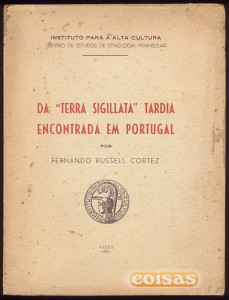 INSTITUTO PARA A ALTA CULTURA
CENTRO DE ESTUDOS DE ETNOLOGIA PENINSULAR
DA "TERRA SIGILLATA" TARDIA
ENCONTRADA EM PORTUGAL
POR
FERNANDO RUSSELL CORTEZ
VISEU
1951
coisas